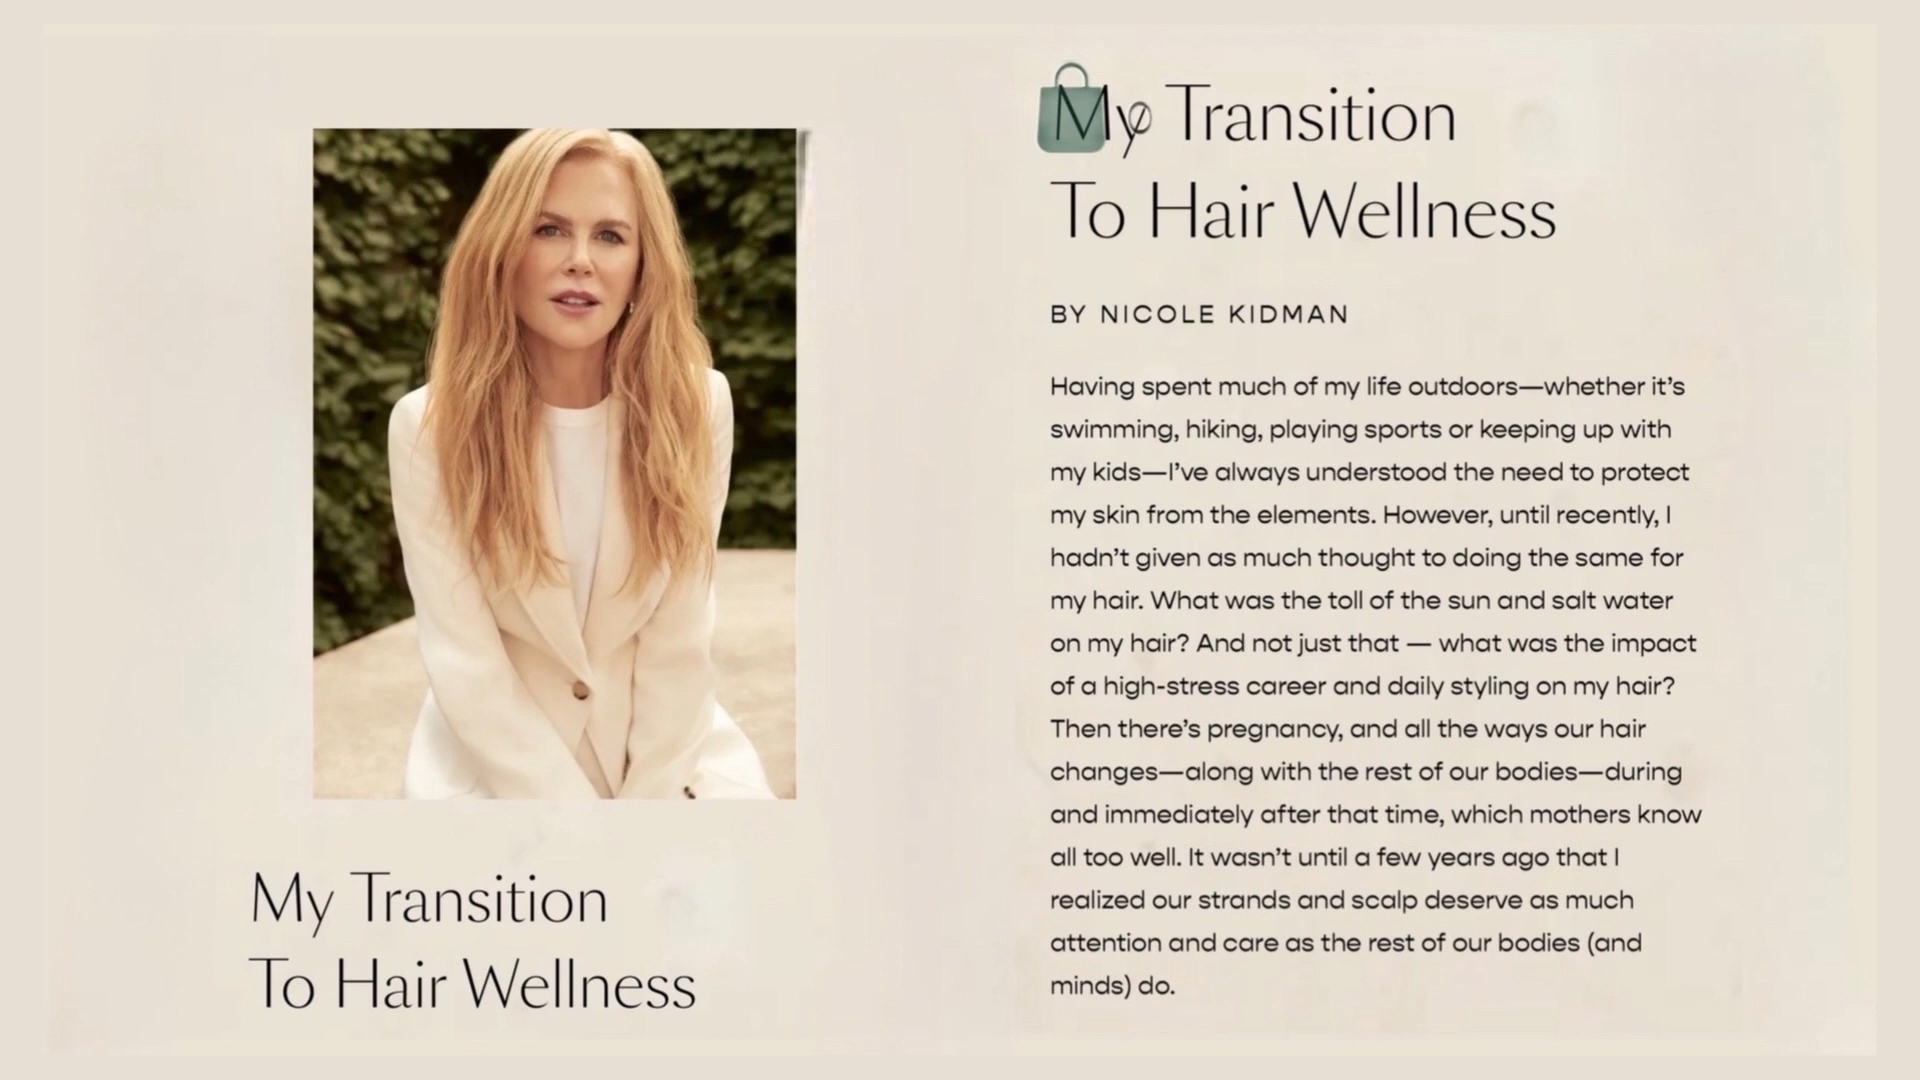 My Transition
To Hair Wellness
My Transition
To Hair Wellness
BY NICOLE KIDMAN
Having spent much of my life outdoors—whether it’s
swimming, hiking, playing sports or keeping up with
my kids—I’ve always understood the need to protect
my skin from the elements. However, until recently, I
hadn’t given as much thought to doing the same for
my hair. What was the toll of the sun and salt water
on my hair? And not just that — what was the impact
of a high-stress career and daily styling on my hair?
Then there’s pregnancy, and all the ways our hair
changes—along with the rest of our bodies—during
and immediately after that time, which mothers know
all too well. It wasn’t until a few years ago that I
realized our strands and scalp deserve as much
attention and care as the rest of our bodies (and
minds) do.